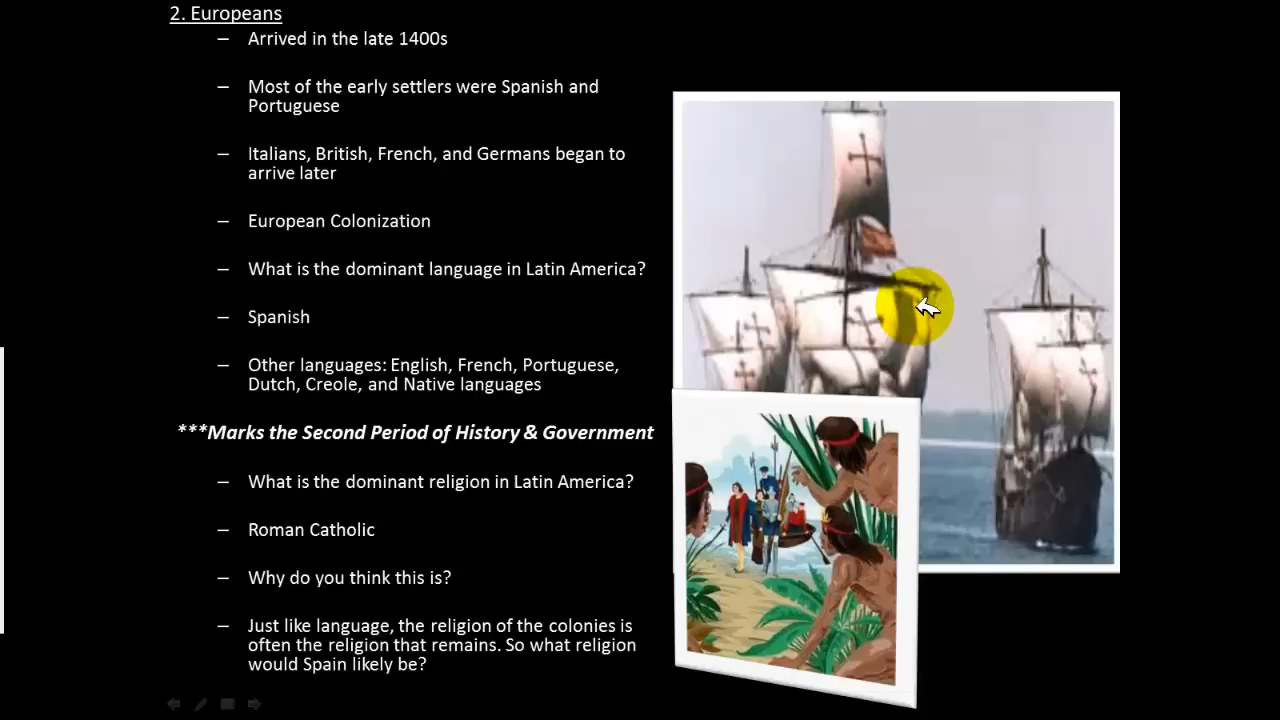 2. Europeans
– Arrived in the late 1400s
– Most of the early settlers were Spanish and
Portuguese
– Italians, British, French, and Germans began to
arrive later
– European Colonization
– What is the dominant language in Latin America?
– Spanish
– Other languages: English, French, Portuguese,
Dutch, Creole, and Native languages
***Marks the Second Period of History & Government
– What is the dominant religion in Latin America?
– Roman Catholic
– Why do you think this is?
– Just like language, the religion of the colonies is
often the religion that remains. So what religion
would Spain likely be?